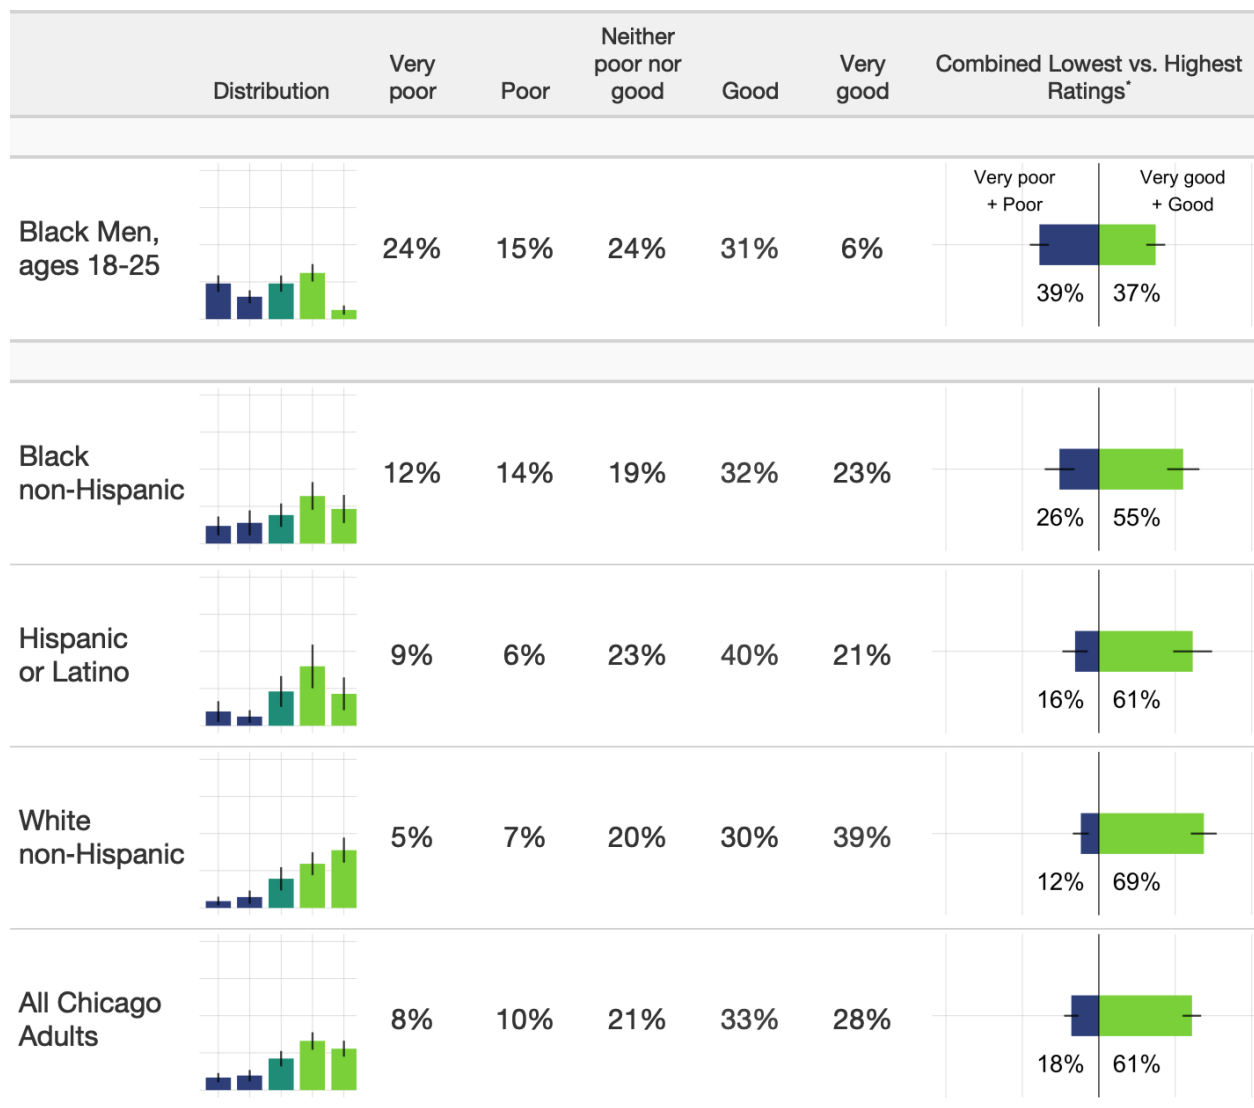 Distribution
Very
poor
Poor
Neither
poor nor
good
Good
Very
good
Combined Lowest vs. Highest
Ratings*
Black Men,
ages 18-25
24%
15%
24%
31%
6%
Very poor
+ Poor
Very good
+ Good
39%
37%
Black
non-Hispanic
12%
14%
19%
32%
23%
26%
55%
Hispanic
or Latino
9%
6%
23%
40%
21%
16%
61%
White
non-Hispanic
5%
7%
20%
30%
39%
12%
69%
All Chicago
Adults
8%
10%
21%
33%
28%
18%
61%